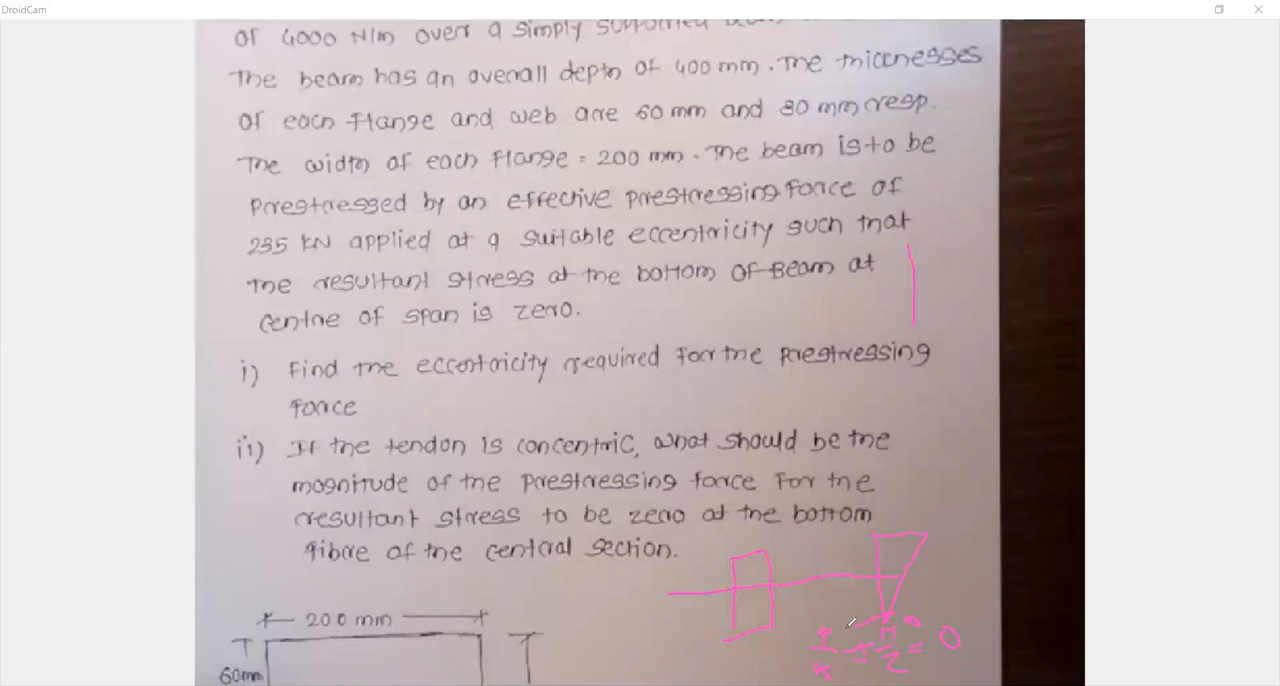 DroidCam
of 4000 N/m over a simply supported
The beam has an overall depth of 400 mm. The thicknesses
of each flange and web are 60 mm and 80 mm resp.
The width of each flange = 200 mm. The beam is to be
prestressed by an effective prestressing force of
235 kN applied at a suitable eccentricity such that
the resultant stress at the bottom of Beam at
centre of span is zero.
i) Find the eccentricity required for the prestressing
force
ii) If the tendon is concentric, what should be the
magnitude of the prestressing force for the
resultant stress to be zero at the bottom
fibre of the central section.
200 mm
60mm
= 0